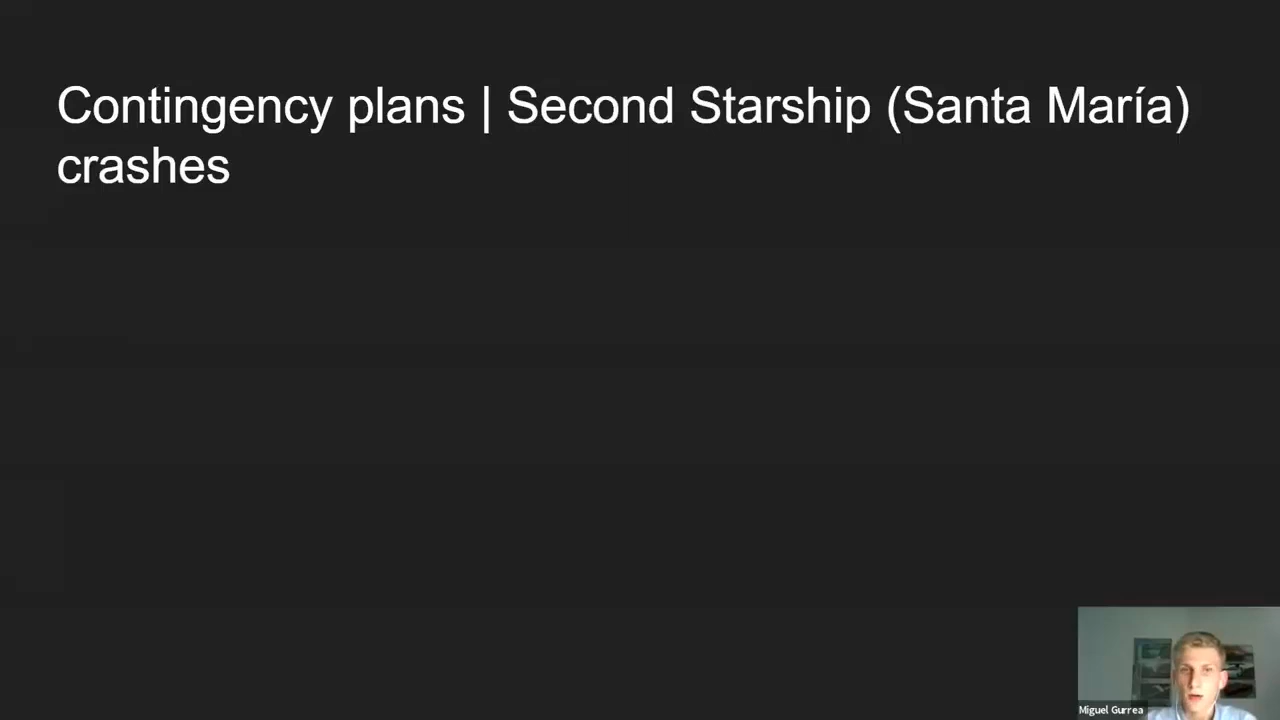 Contingency plans | Second Starship (Santa María)
crashes
Miguel Gurrea